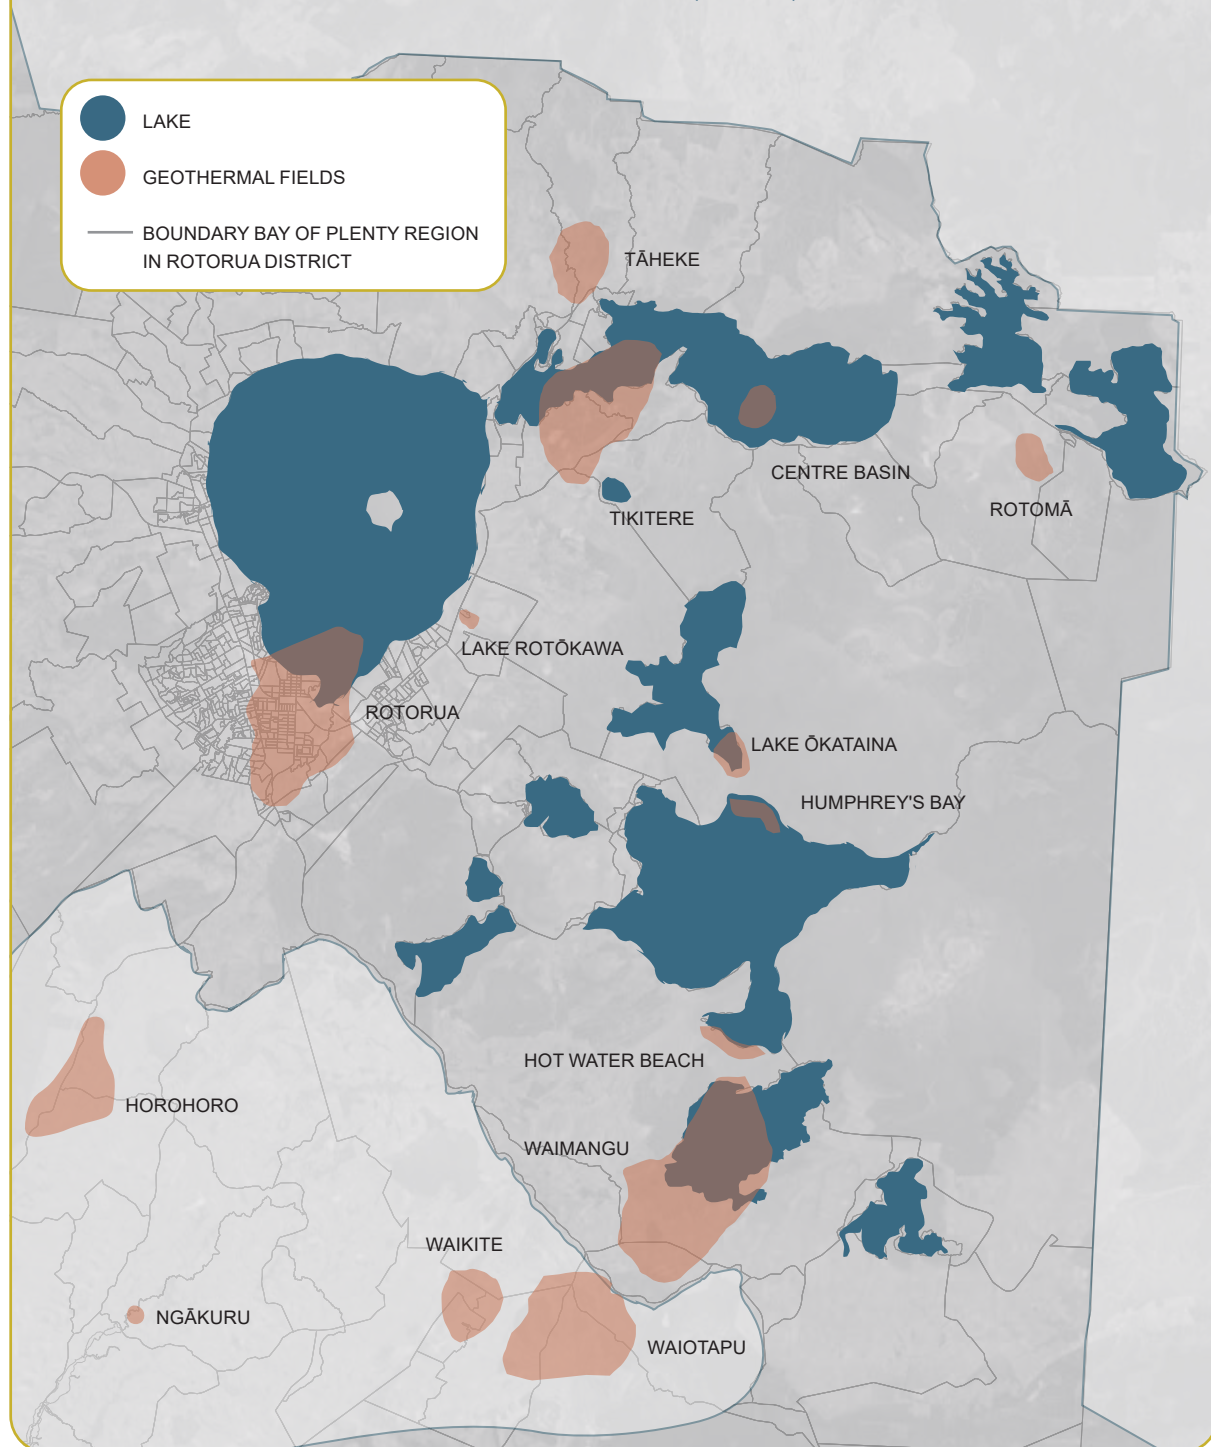 LAKE
GEOTHERMAL FIELDS
BOUNDARY BAY OF PLENTY REGION
IN ROTORUA DISTRICT
TĀHEKE
CENTRE BASIN
ROTOMĀ
TIKITERE
LAKE ROTŌKAWA
ROTORUA
LAKE ŌKATAINA
HUMPHREY'S BAY
HOT WATER BEACH
HOROHORO
WAIMANGU
WAIKITE
NGĀKURU
WAIOTAPU